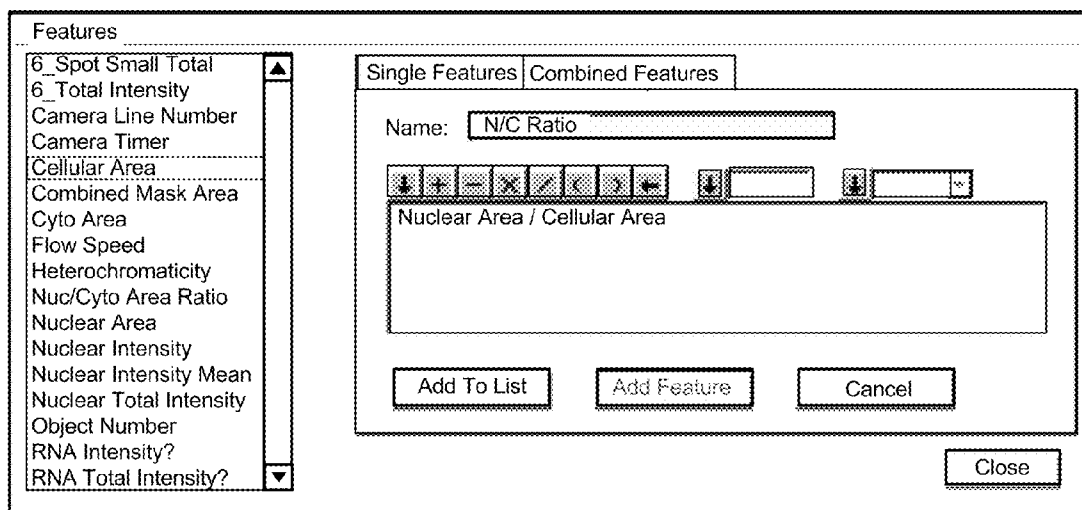 Features
6_Spot Small Total
6_Total Intensity
Camera Line Number
Camera Timer
Cellular Area
Combined Mask Area
Cyto Area
Flow Speed
Heterochromaticity
Nuc/Cyto Area Ratio
Nuclear Area
Nuclear Intensity
Nuclear Intensity Mean
Nuclear Total Intensity
Object Number
RNA Intensity?
RNA Total Intensity?
Single Features Combined Features
Name: N/C Ratio
+ − × / ( )
Nuclear Area / Cellular Area
Add To List Add Feature Cancel
Close